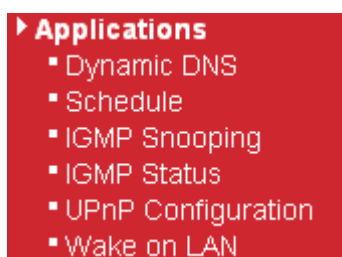 Applications
Dynamic DNS
Schedule
IGMP Snooping
IGMP Status
UPnP Configuration
Wake on LAN